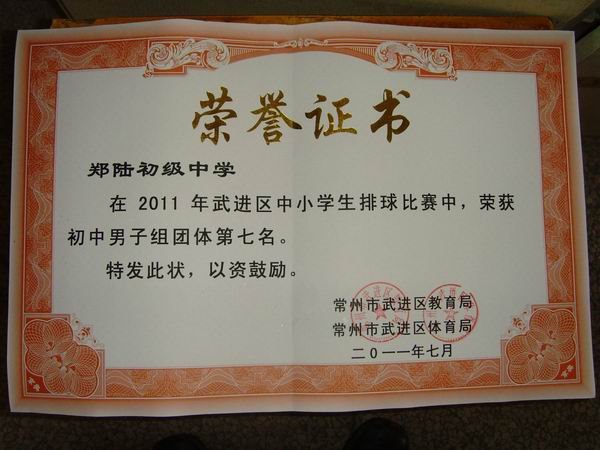 荣誉证书
郑陆初级中学
在 2011 年武进区中小学生排球比赛中，荣获
初中男子组团体第七名。
特发此状，以资鼓励。
常州市武进区教育局
常州市武进区体育局
二0一一年七月